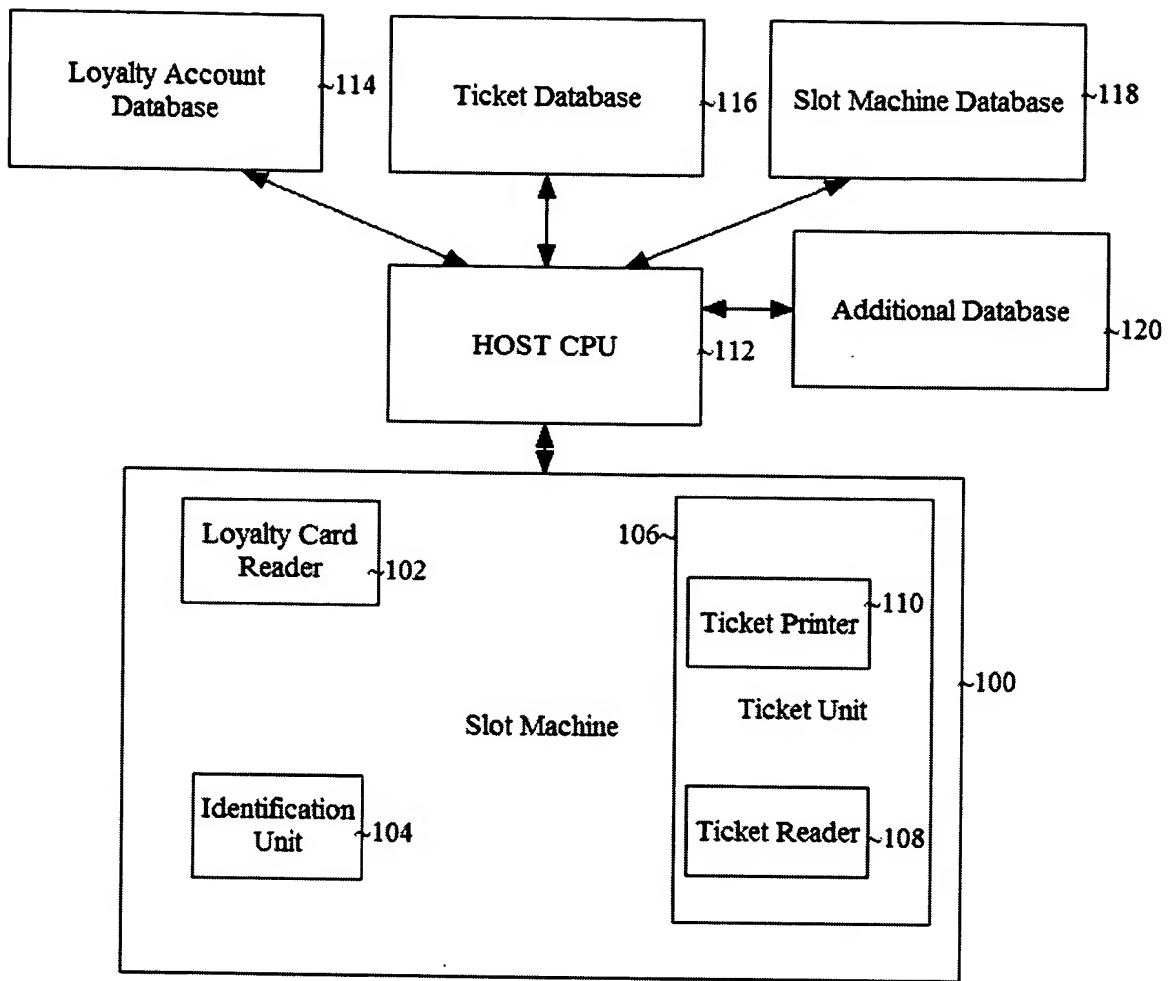 Loyalty Account
Database
~114
Ticket Database
~116
Slot Machine Database
~118
HOST CPU
~112
Additional Database
~120
Loyalty Card
Reader
~102
106~
Ticket Printer
~110
~100
Ticket Unit
Slot Machine
Identification
Unit
~104
Ticket Reader
~108